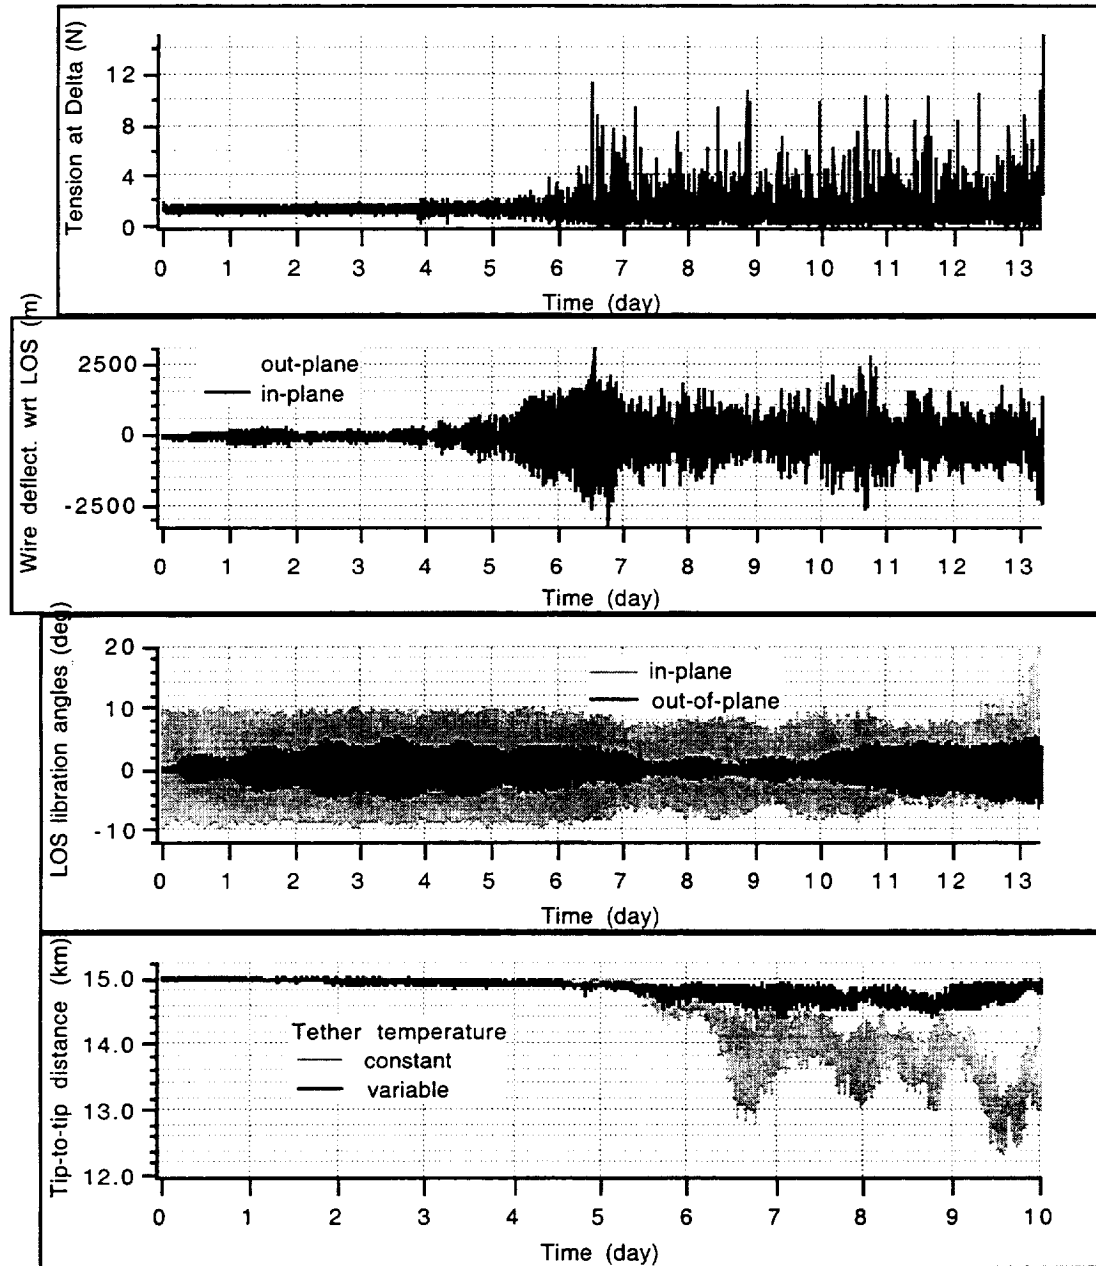 Tension at Delta (N)
12
8
4
0
0 1 2 3 4 5 6 7 8 9 10 11 12 13
Time (day)
Wire deflect. wrt LOS (m)
2500
0
-2500
out-plane
in-plane
0 1 2 3 4 5 6 7 8 9 10 11 12 13
Time (day)
LOS libration angles (deg)
20
10
0
-10
in-plane
out-of-plane
0 1 2 3 4 5 6 7 8 9 10 11 12 13
Time (day)
Tip-to-tip distance (km)
15.0
14.0
13.0
12.0
Tether temperature
constant
variable
0 1 2 3 4 5 6 7 8 9 10
Time (day)